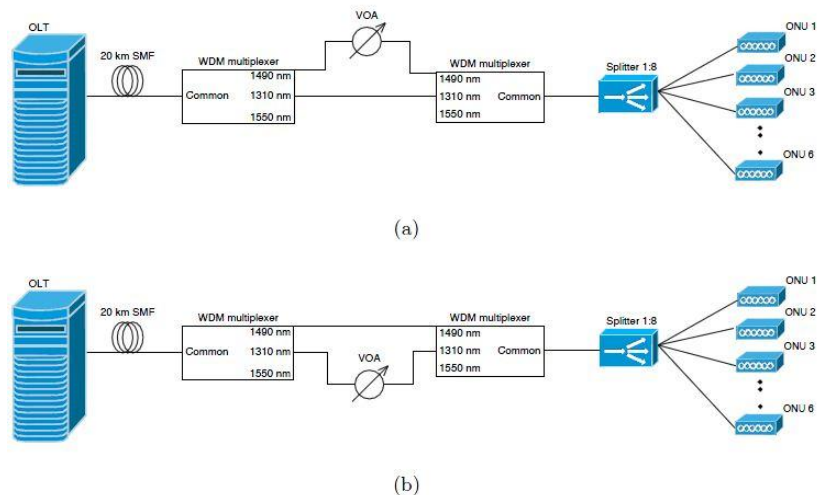 OLT
20 km SMF
WDM multiplexer
Common
1490 nm
1310 nm
1550 nm
VOA
WDM multiplexer
1490 nm
1310 nm
1550 nm
Common
Splitter 1:8
ONU 1
ONU 2
ONU 3
ONU 6
(a)
OLT
20 km SMF
WDM multiplexer
Common
1490 nm
1310 nm
1550 nm
VOA
WDM multiplexer
1490 nm
1310 nm
1550 nm
Common
Splitter 1:8
ONU 1
ONU 2
ONU 3
ONU 6
(b)